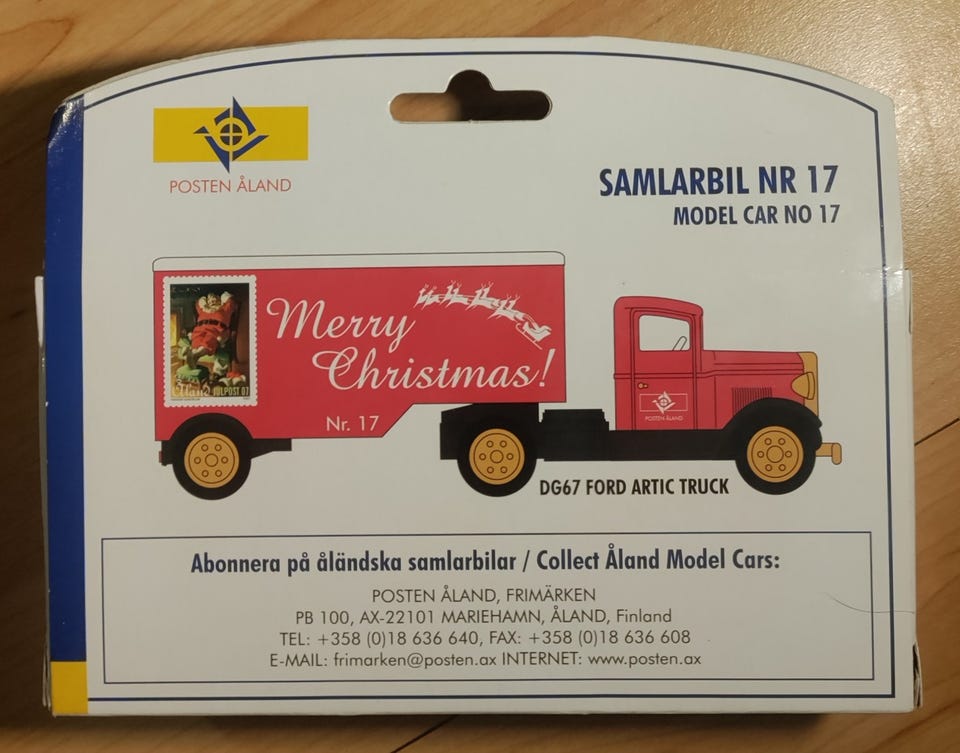 POSTEN ÅLAND
SAMLARBIL NR 17
MODEL CAR NO 17
Merry
Christmas!
Åland JULPOST 07
Nr. 17
POSTEN ÅLAND
DG67 FORD ARTIC TRUCK
Abonnera på åländska samlarbilar / Collect Åland Model Cars:
POSTEN ÅLAND, FRIMÄRKEN
PB 100, AX-22101 MARIEHAMN, ÅLAND, Finland
TEL: +358 (0)18 636 640, FAX: +358 (0)18 636 608
E-MAIL: frimarken@posten.ax INTERNET: www.posten.ax